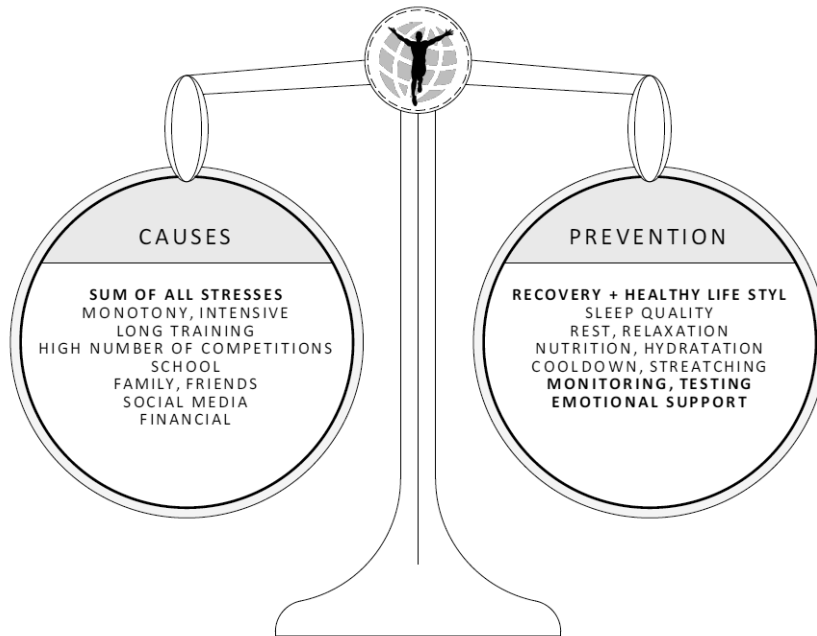 CAUSES
SUM OF ALL STRESSES
MONOTONY, INTENSIVE
LONG TRAINING
HIGH NUMBER OF COMPETITIONS
SCHOOL
FAMILY, FRIENDS
SOCIAL MEDIA
FINANCIAL
PREVENTION
RECOVERY + HEALTHY LIFE STYL
SLEEP QUALITY
REST, RELAXATION
NUTRITION, HYDRATATION
COOLDOWN, STREATCHING
MONITORING, TESTING
EMOTIONAL SUPPORT